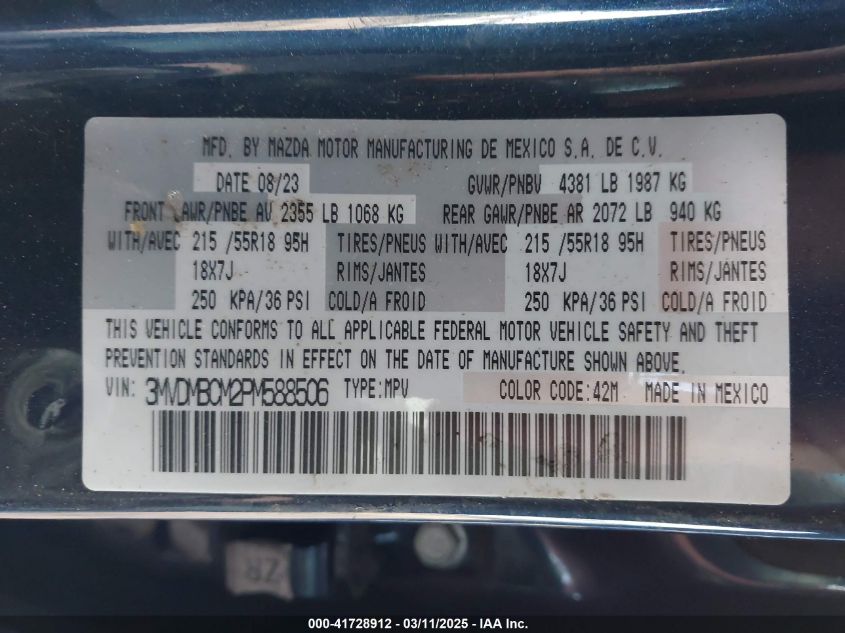 MFD. BY MAZDA MOTOR MANUFACTURING DE MEXICO S.A. DE C.V.
DATE 08/23 GVWR/PNBV 4381 LB 1987 KG
FRONT GAWR/PNBE AV 2355 LB 1068 KG REAR GAWR/PNBE AR 2072 LB 940 KG
WITH/AVEC 215 /55R18 95H TIRES/PNEUS WITH/AVEC 215 /55R18 95H TIRES/PNEUS
18X7J RIMS/JANTES 18X7J RIMS/JANTES
250 KPA/36 PSI COLD/A FROID 250 KPA/36 PSI COLD/A FROID
THIS VEHICLE CONFORMS TO ALL APPLICABLE FEDERAL MOTOR VEHICLE SAFETY AND THEFT
PREVENTION STANDARDS IN EFFECT ON THE DATE OF MANUFACTURE SHOWN ABOVE.
VIN: 3MVDMBCM2PM588506 TYPE:MPV COLOR CODE:42M MADE IN MEXICO
ZR
000-41728912 - 03/11/2025 - IAA Inc.